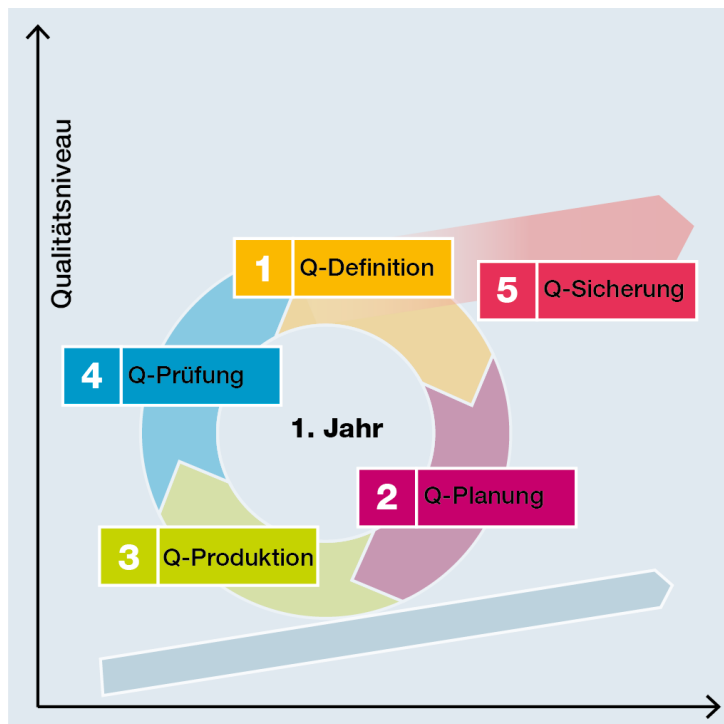 Qualitätsniveau
1 Q-Definition
5 Q-Sicherung
4 Q-Prüfung
1. Jahr
2 Q-Planung
3 Q-Produktion